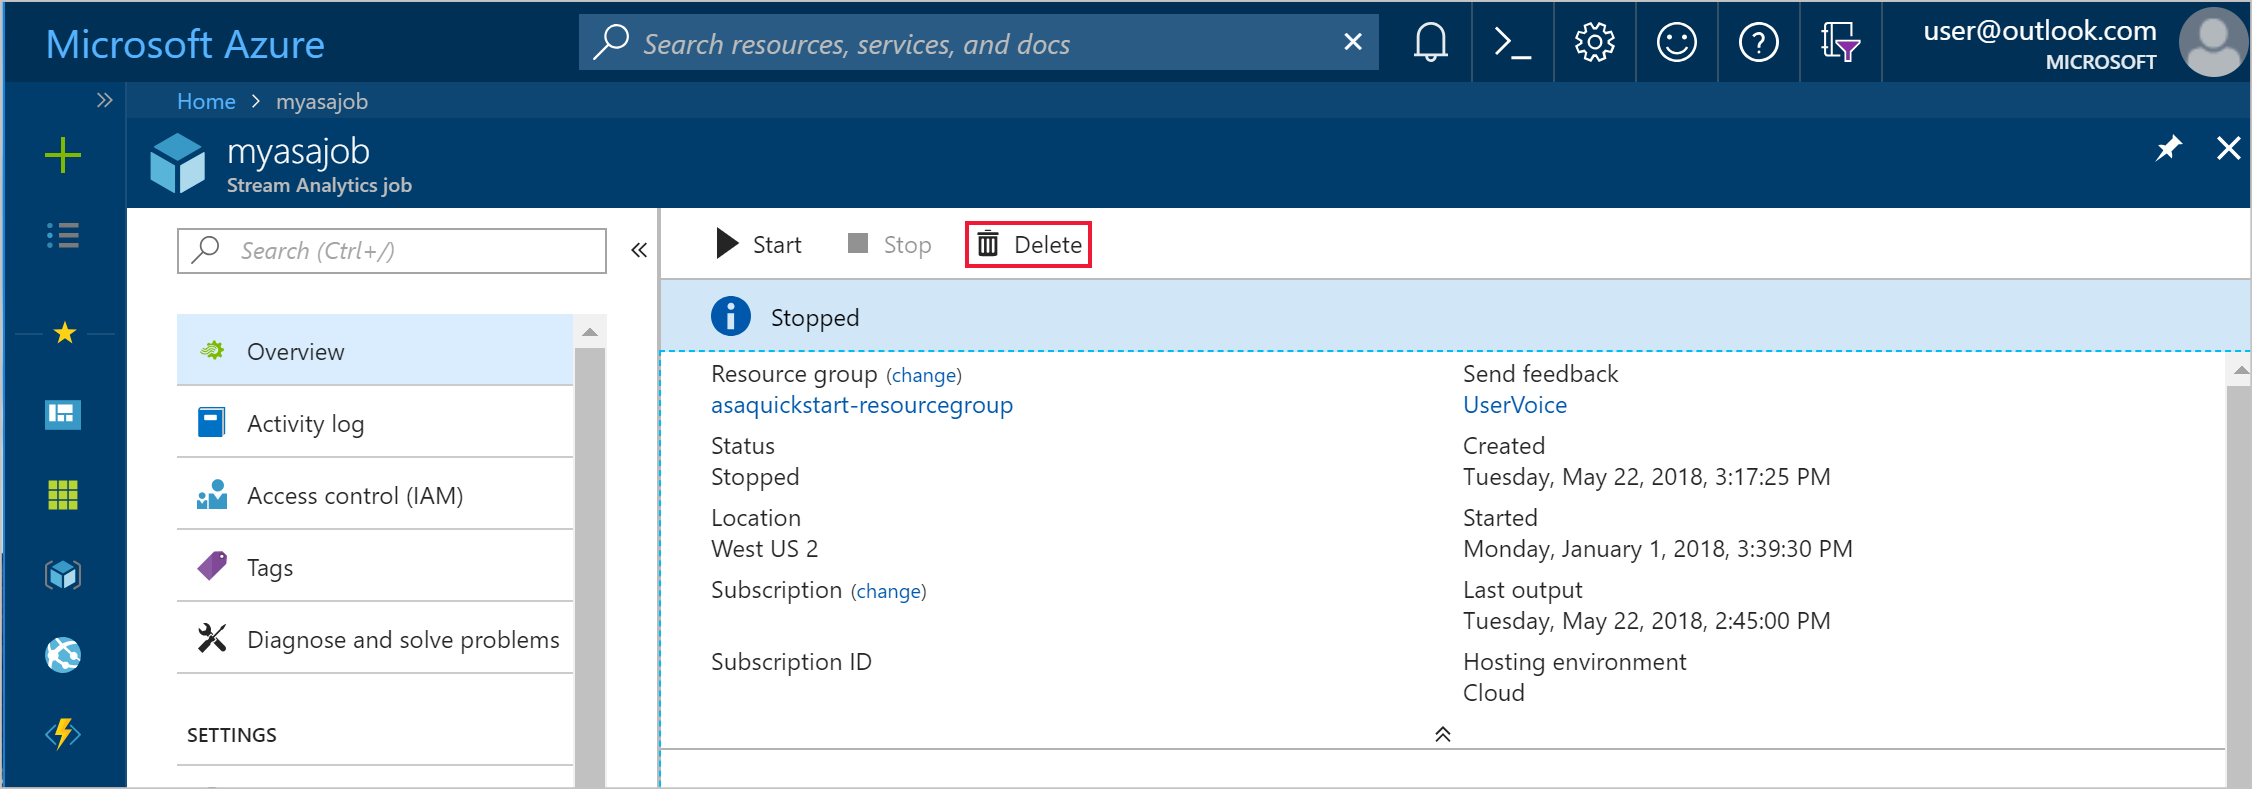 Microsoft Azure
Search resources, services, and docs
user@outlook.com
MICROSOFT
Home > myasajob
myasajob
Stream Analytics job
Search (Ctrl+/)
Overview
Activity log
Access control (IAM)
Tags
Diagnose and solve problems
SETTINGS
Start
Stop
Delete
Stopped
Resource group (change)
asaquickstart-resourcegroup
Status
Stopped
Location
West US 2
Subscription (change)
Subscription ID
Send feedback
UserVoice
Created
Tuesday, May 22, 2018, 3:17:25 PM
Started
Monday, January 1, 2018, 3:39:30 PM
Last output
Tuesday, May 22, 2018, 2:45:00 PM
Hosting environment
Cloud